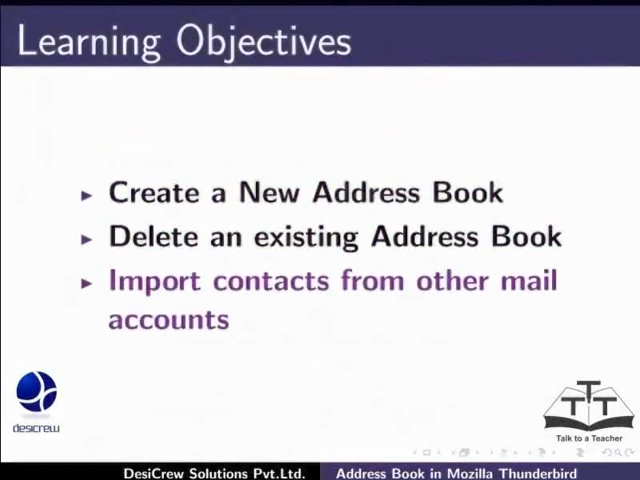 Learning Objectives
Create a New Address Book
Delete an existing Address Book
Import contacts from other mail
accounts
desicrew
T
T T
Talk to a Teacher
DesiCrew Solutions Pvt.Ltd. Address Book in Mozilla Thunderbird